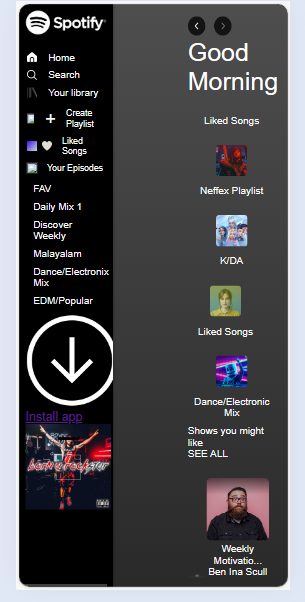 Spotify
Home
Search
Your library
Create
Playlist
Liked
Songs
Your Episodes
FAV
Daily Mix 1
Discover
Weekly
Malayalam
Dance/Electronix
Mix
EDM/Popular
Install app
Good
Morning
Liked Songs
Neffex Playlist
K/DA
Liked Songs
Dance/Electronic
Mix
Shows you might
like
SEE ALL
Weekly
Motivatio...
Ben Ina Scull